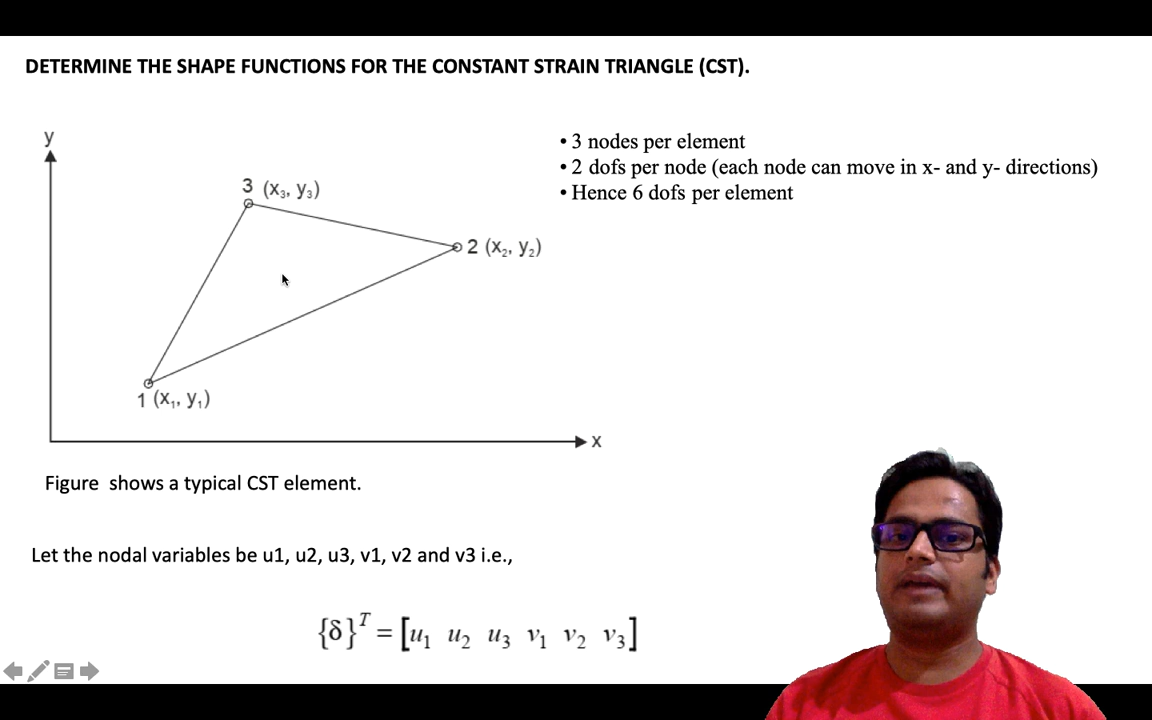 DETERMINE THE SHAPE FUNCTIONS FOR THE CONSTANT STRAIN TRIANGLE (CST).
y
3 (x₃, y₃)
2 (x₂, y₂)
1 (x₁, y₁)
x
• 3 nodes per element
• 2 dofs per node (each node can move in x- and y- directions)
• Hence 6 dofs per element
Figure shows a typical CST element.
Let the nodal variables be u1, u2, u3, v1, v2 and v3 i.e.,
{δ}ᵀ = [u₁ u₂ u₃ v₁ v₂ v₃]